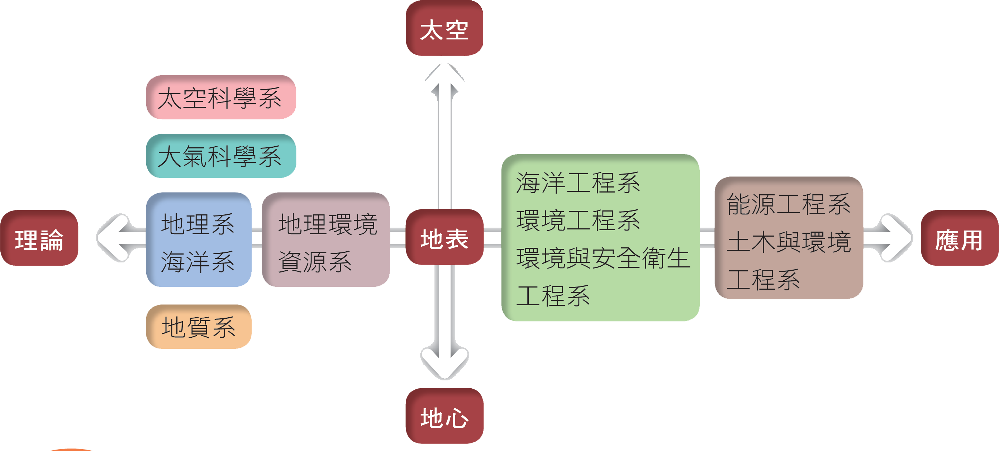 太空
太空科學系
大氣科學系
理論
地理系
海洋系
地理環境
資源系
地表
海洋工程系
環境工程系
環境與安全衛生
工程系
能源工程系
土木與環境
工程系
應用
地質系
地心